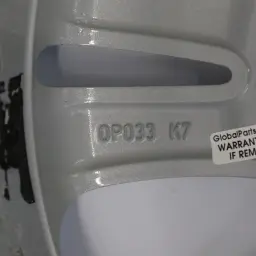 OP033 K7
GlobalParts
WARRANT
IF REM